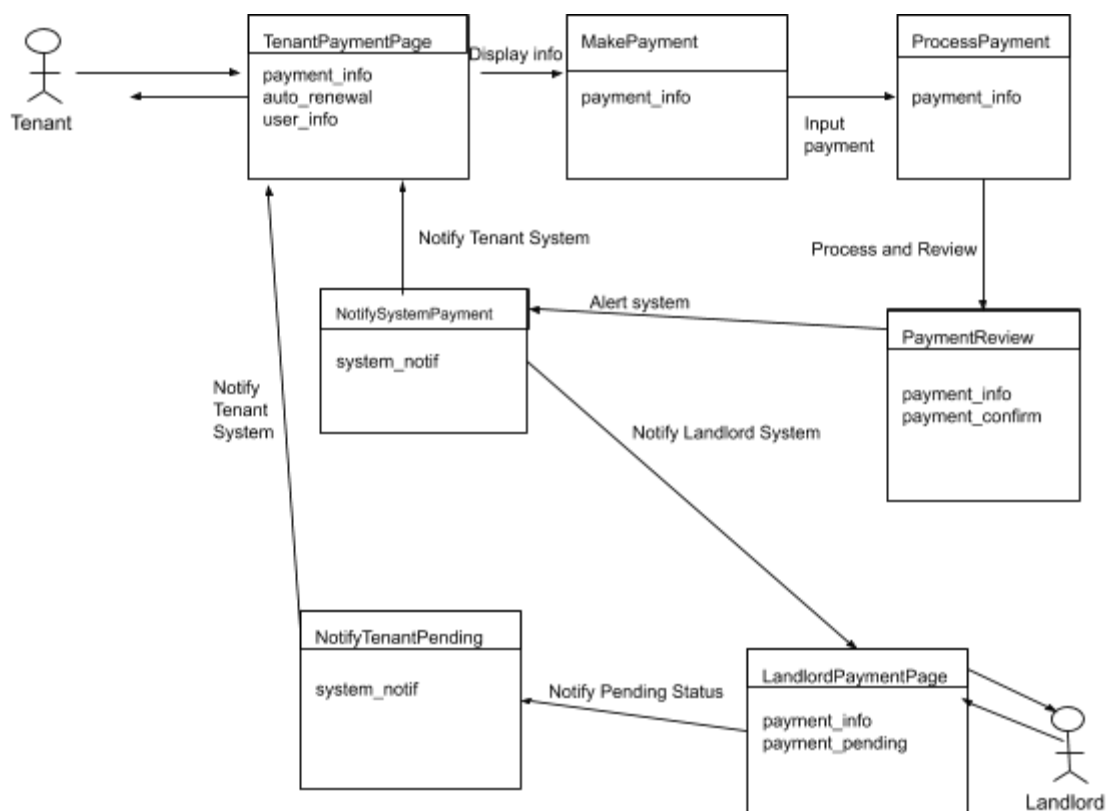 TenantPaymentPage
payment_info
auto_renewal
user_info
Tenant
Display info
MakePayment
payment_info
Input
payment
ProcessPayment
payment_info
Notify Tenant System
Process and Review
NotifySystemPayment
system_notif
Alert system
PaymentReview
payment_info
payment_confirm
Notify
Tenant
System
Notify Landlord System
NotifyTenantPending
system_notif
Notify Pending Status
LandlordPaymentPage
payment_info
payment_pending
Landlord